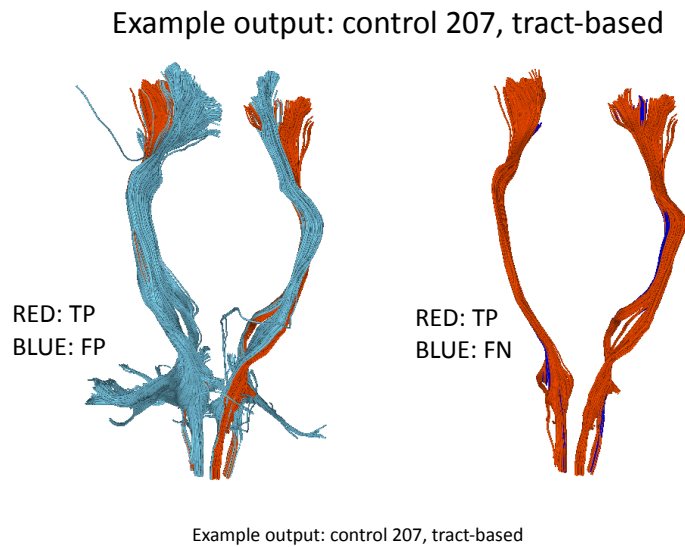 Example output: control 207, tract-based
RED: TP
BLUE: FP
RED: TP
BLUE: FN
Example output: control 207, tract-based